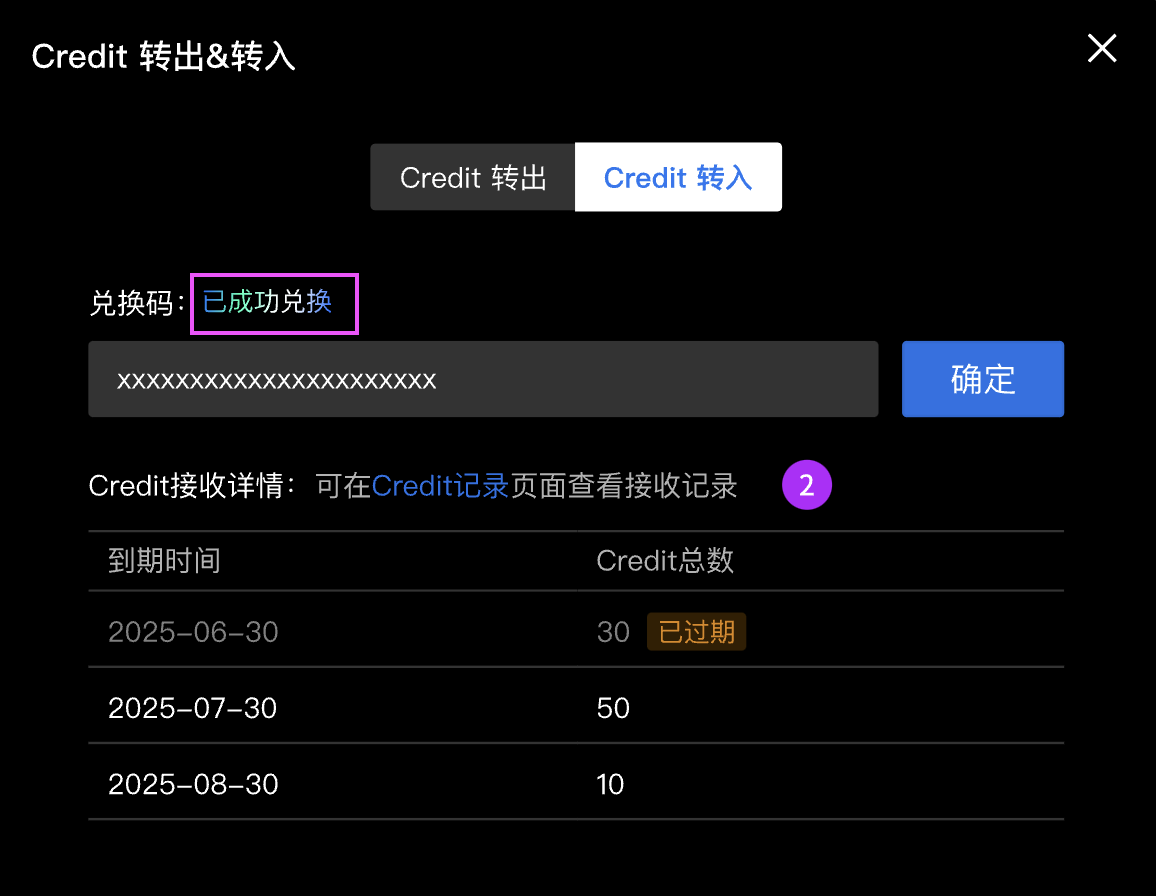 Credit 转出&转入
Credit 转出 Credit 转入
兑换码: 已成功兑换
xxxxxxxxxxxxxxxxxxxxxx 确定
Credit接收详情： 可在Credit记录页面查看接收记录 2
到期时间 Credit总数
2025-06-30 30 已过期
2025-07-30 50
2025-08-30 10